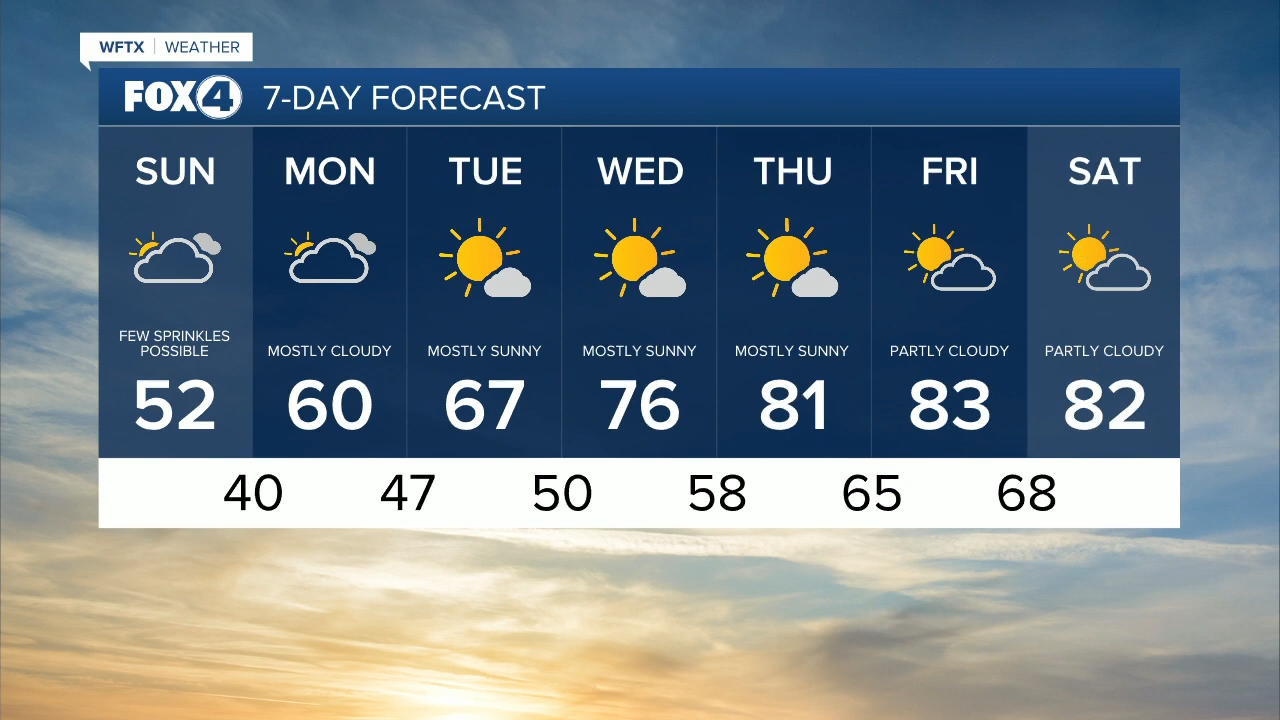 WFTX | WEATHER
FOX 4 7-DAY FORECAST
SUN MON TUE WED THU FRI SAT
FEW SPRINKLES
POSSIBLE MOSTLY CLOUDY MOSTLY SUNNY MOSTLY SUNNY MOSTLY SUNNY PARTLY CLOUDY PARTLY CLOUDY
52 60 67 76 81 83 82
40 47 50 58 65 68